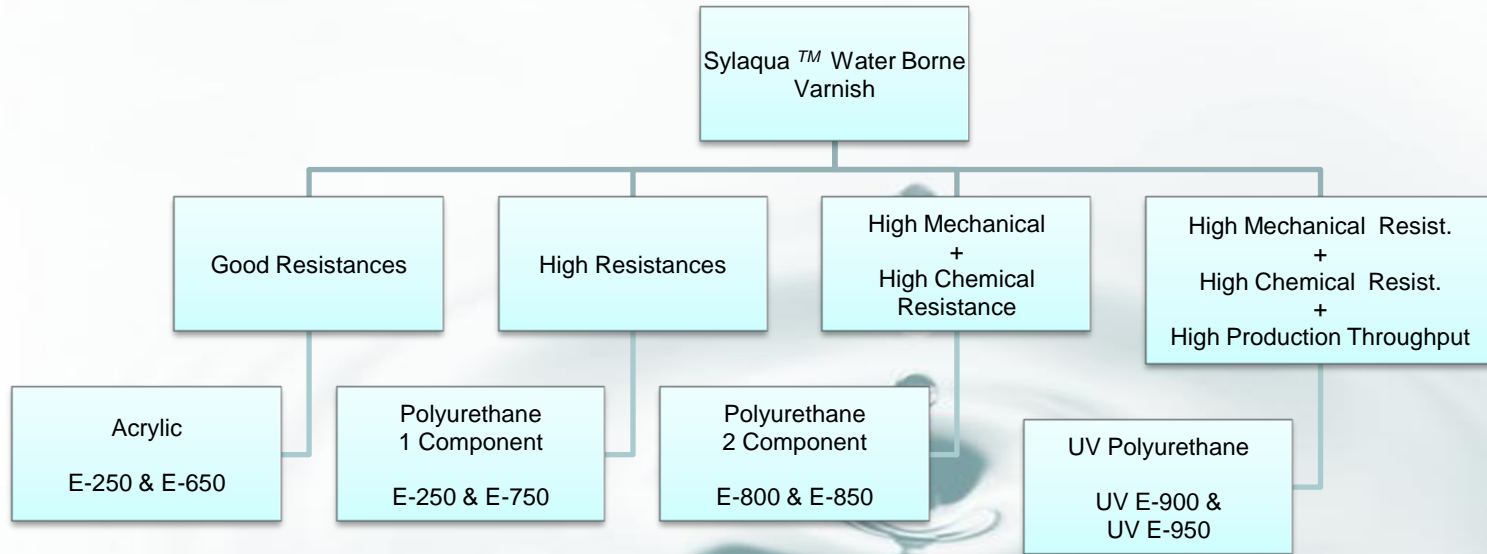 Sylaqua TM Water Borne
Varnish
Good Resistances
High Resistances
High Mechanical
+
High Chemical
Resistance
High Mechanical Resist.
+
High Chemical Resist.
+
High Production Throughput
Acrylic
E-250 & E-650
Polyurethane
1 Component
E-250 & E-750
Polyurethane
2 Component
E-800 & E-850
UV Polyurethane
UV E-900 &
UV E-950